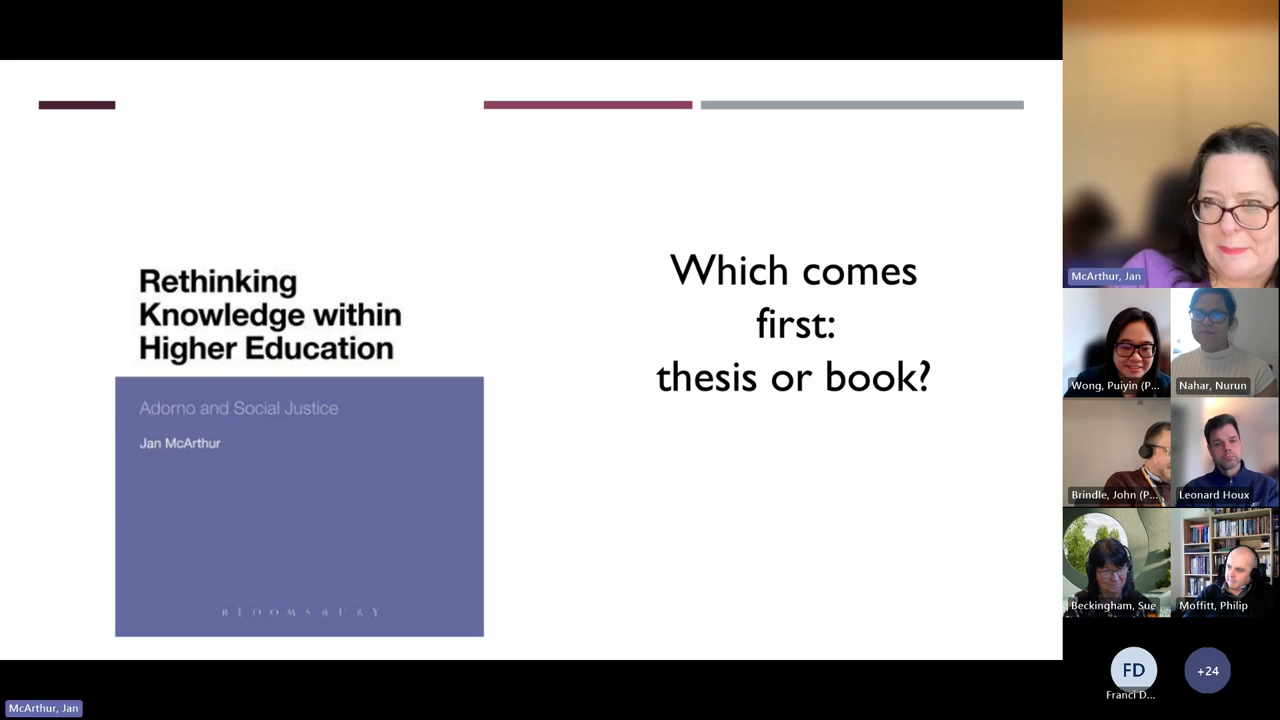 Rethinking
Knowledge within
Higher Education
Adorno and Social Justice
Jan McArthur
BLOOMSBURY
Which comes
first:
thesis or book?
McArthur, Jan
Wong, Puiyin (P...
Nahar, Nurun
Brindle, John (P...
Leonard Houx
Beckingham, Sue
Moffitt, Philip
FD
Franci D...
+24
McArthur, Jan